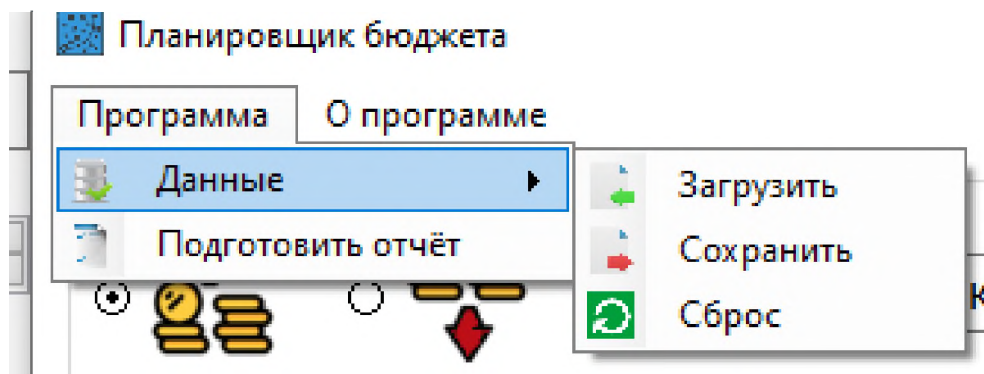 Планировщик бюджета
Программа О программе
Данные
Загрузить
Подготовить отчёт
Сохранить
Сброс